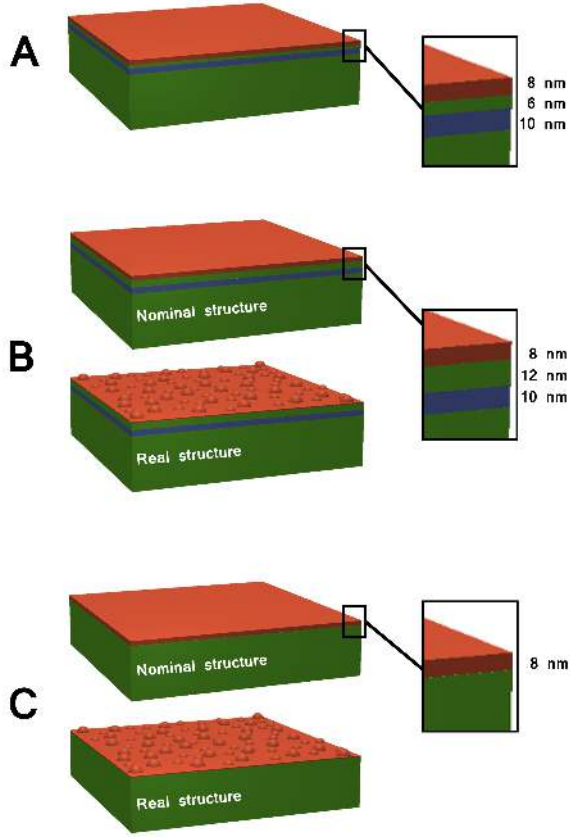 A
8 nm
6 nm
10 nm
B
Nominal structure
8 nm
12 nm
10 nm
Real structure
C
Nominal structure
8 nm
Real structure